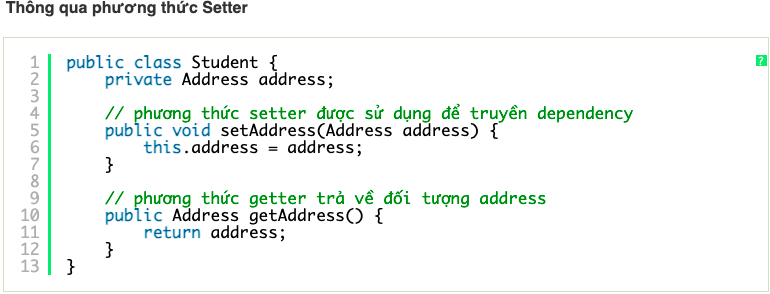 Thông qua phương thức Setter
?
1 public class Student {
2 private Address address;
3
4 // phương thức setter được sử dụng để truyền dependency
5 public void setAddress(Address address) {
6 this.address = address;
7 }
8
9 // phương thức getter trả về đối tượng address
10 public Address getAddress() {
11 return address;
12 }
13 }